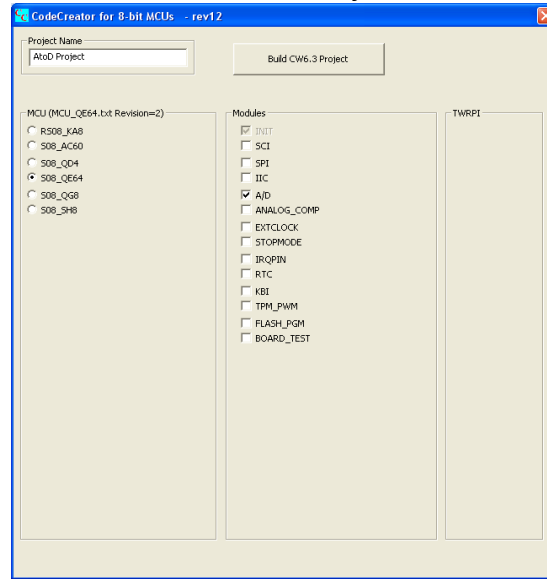 CodeCreator for 8-bit MCUs - rev12
Project Name
AtoD Project
Build CW6.3 Project
MCU (MCU_QE64.txt Revision=2)
RS08_KA8
S08_AC60
S08_QD4
S08_QE64
S08_QG8
S08_SH8
Modules
INIT
SCI
SPI
IIC
A/D
ANALOG_COMP
EXTCLOCK
STOPMODE
IRQPIN
RTC
KBI
TPM_PWM
FLASH_PGM
BOARD_TEST
TWRPI